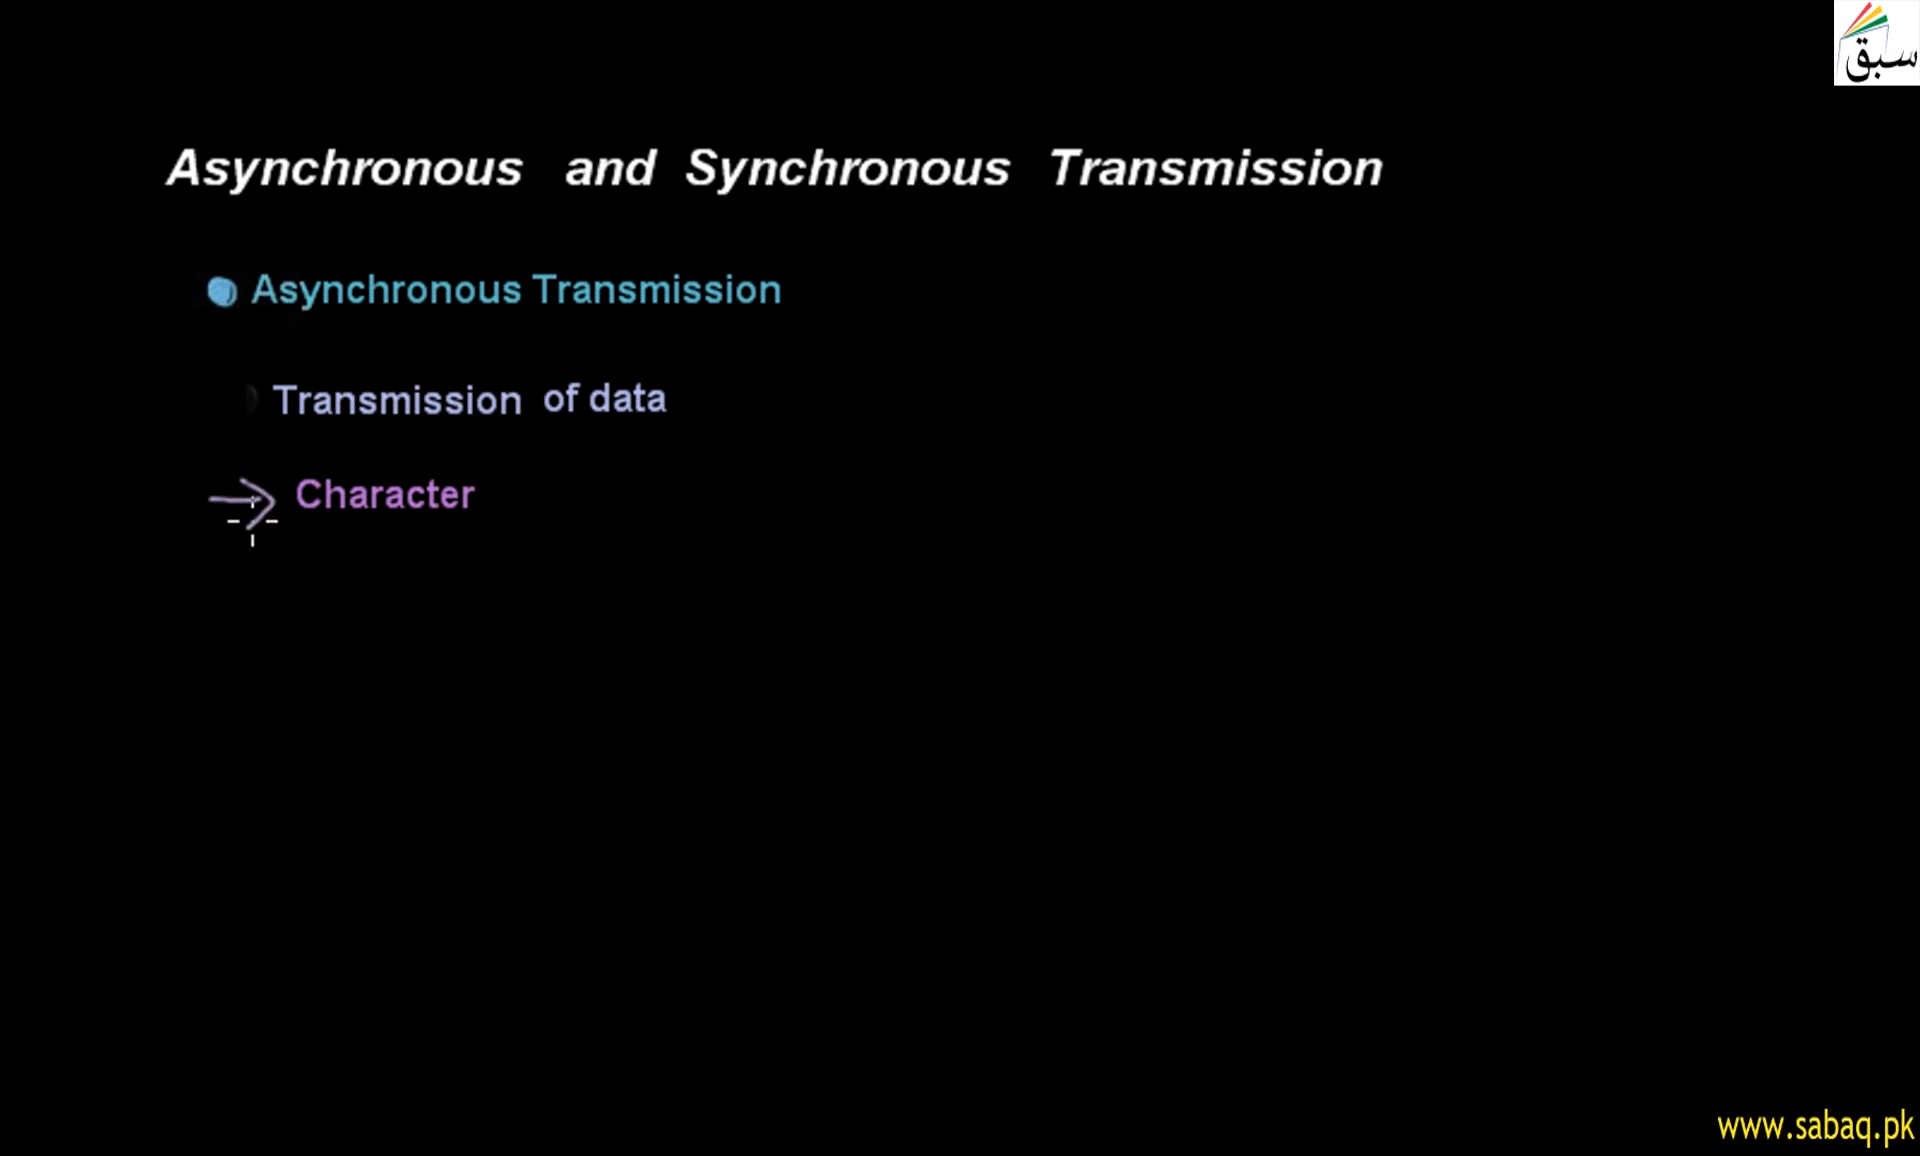 سبق
Asynchronous and Synchronous Transmission
Asynchronous Transmission
Transmission of data
Character
www.sabaq.pk